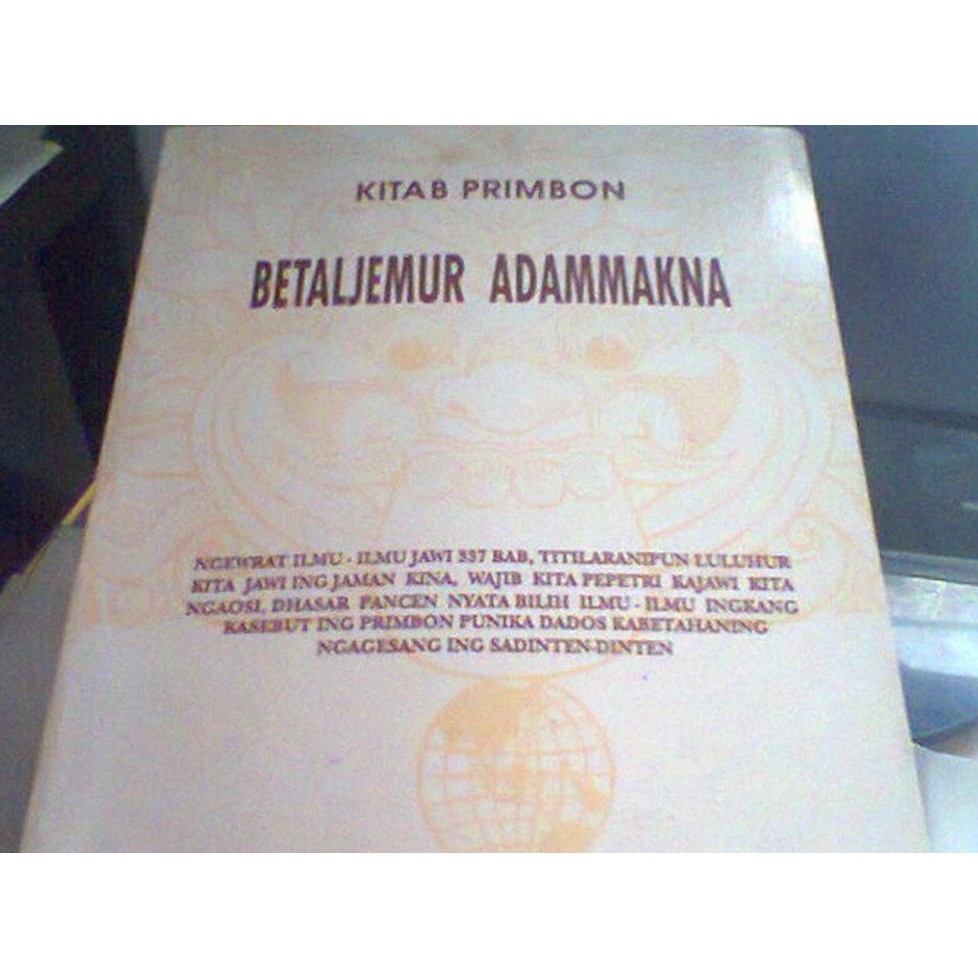 KITAB PRIMBON
BETALJEMUR ADAMMAKNA
NGEWRAT ILMU - ILMU JAWI 337 BAB, TITILARANIPUN LULUHUR
KITA JAWI ING JAMAN KINA, WAJIB KITA PEPETRI KAJAWI KITA
NGAOSI, DHASAR PANCEN NYATA BILIH ILMU - ILMU INGKANG
KASEBUT ING PRIMBON PUNIKA DADOS KABETAHANING
NGAGESANG ING SADINTEN-DINTEN